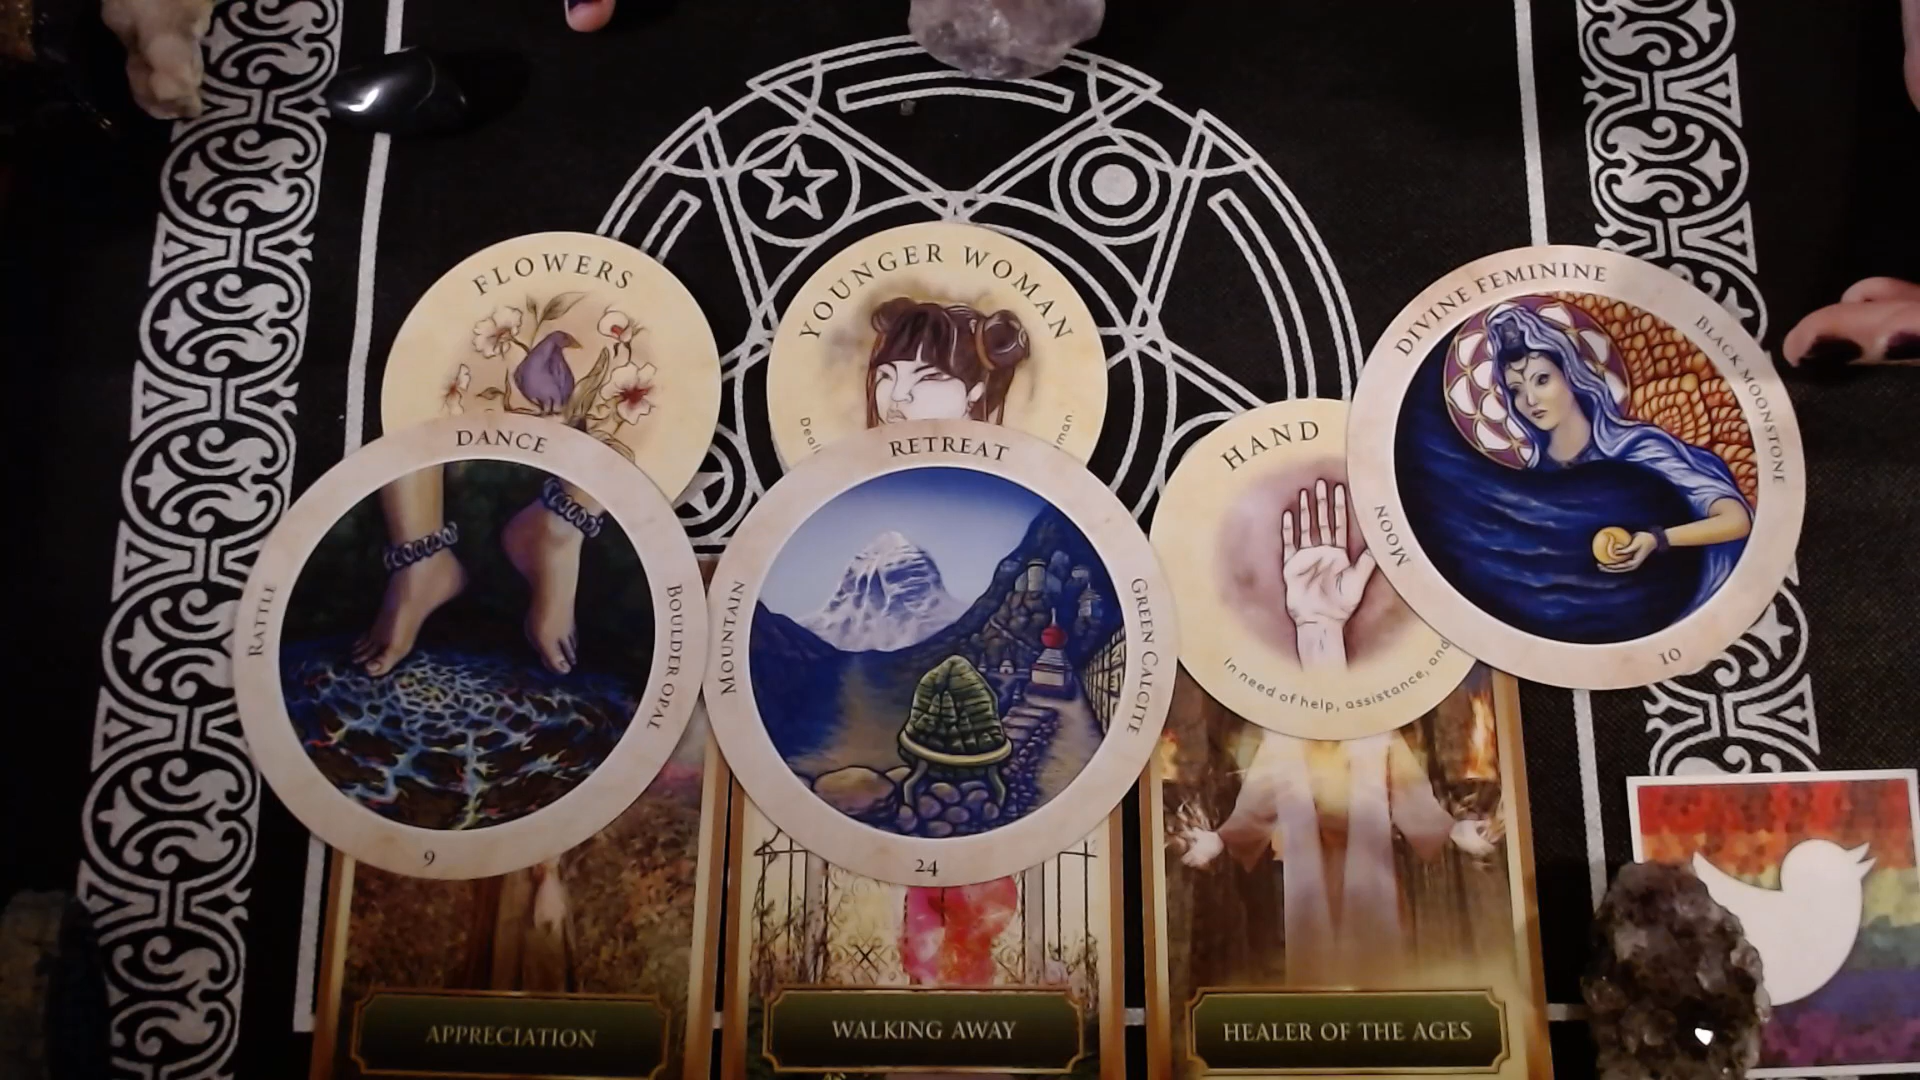 FLOWERS
YOUNGER WOMAN
HAND
In need of help, assistance, and
DIVINE FEMININE
BLACK MOONSTONE
MOON
10
DANCE
RATTLE
BOULDER OPAL
9
RETREAT
MOUNTAIN
GREEN CALCITE
24
APPRECIATION
WALKING AWAY
HEALER OF THE AGES